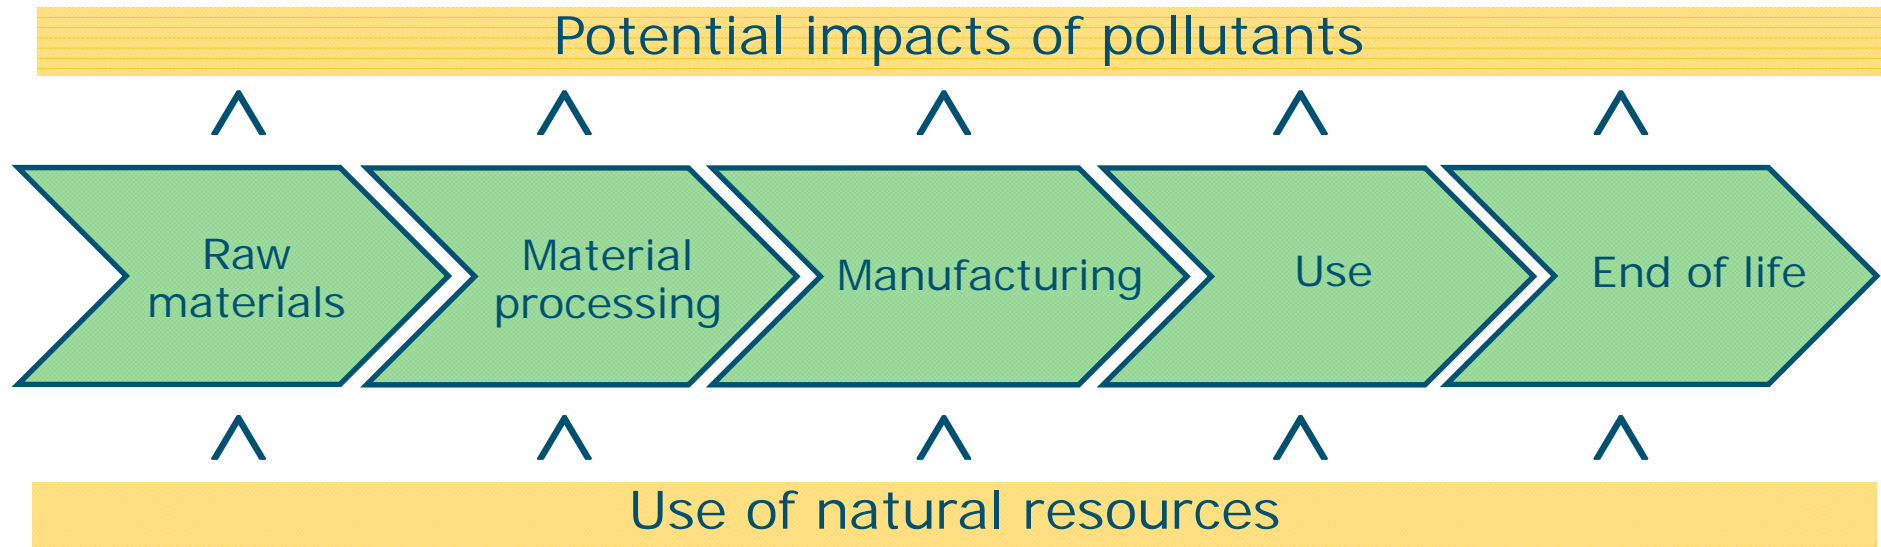 Potential impacts of pollutants
Raw
materials
Material
processing
Manufacturing
Use
End of life
Use of natural resources